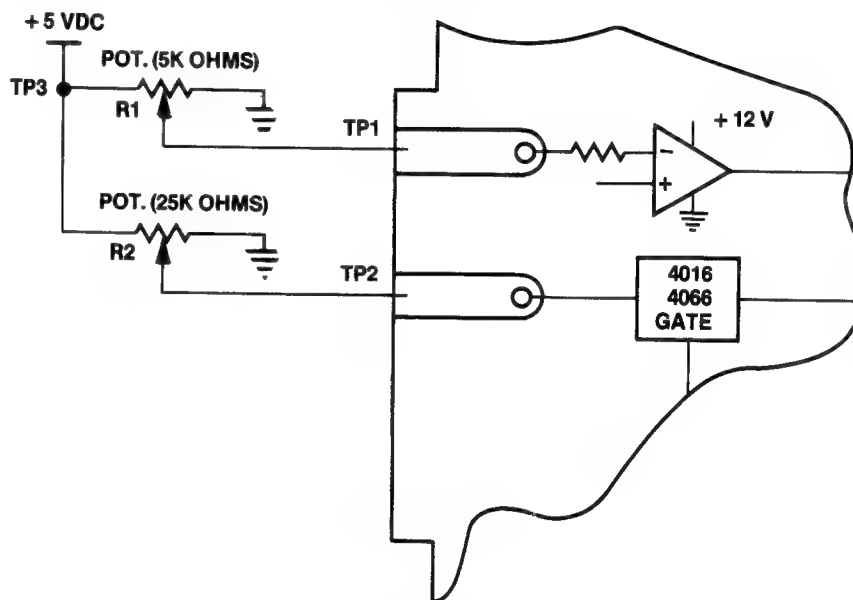 + 5 VDC
POT. (5K OHMS)
TP3
R1
TP1
+ 12 V
−
+
POT. (25K OHMS)
R2
TP2
4016
4066
GATE